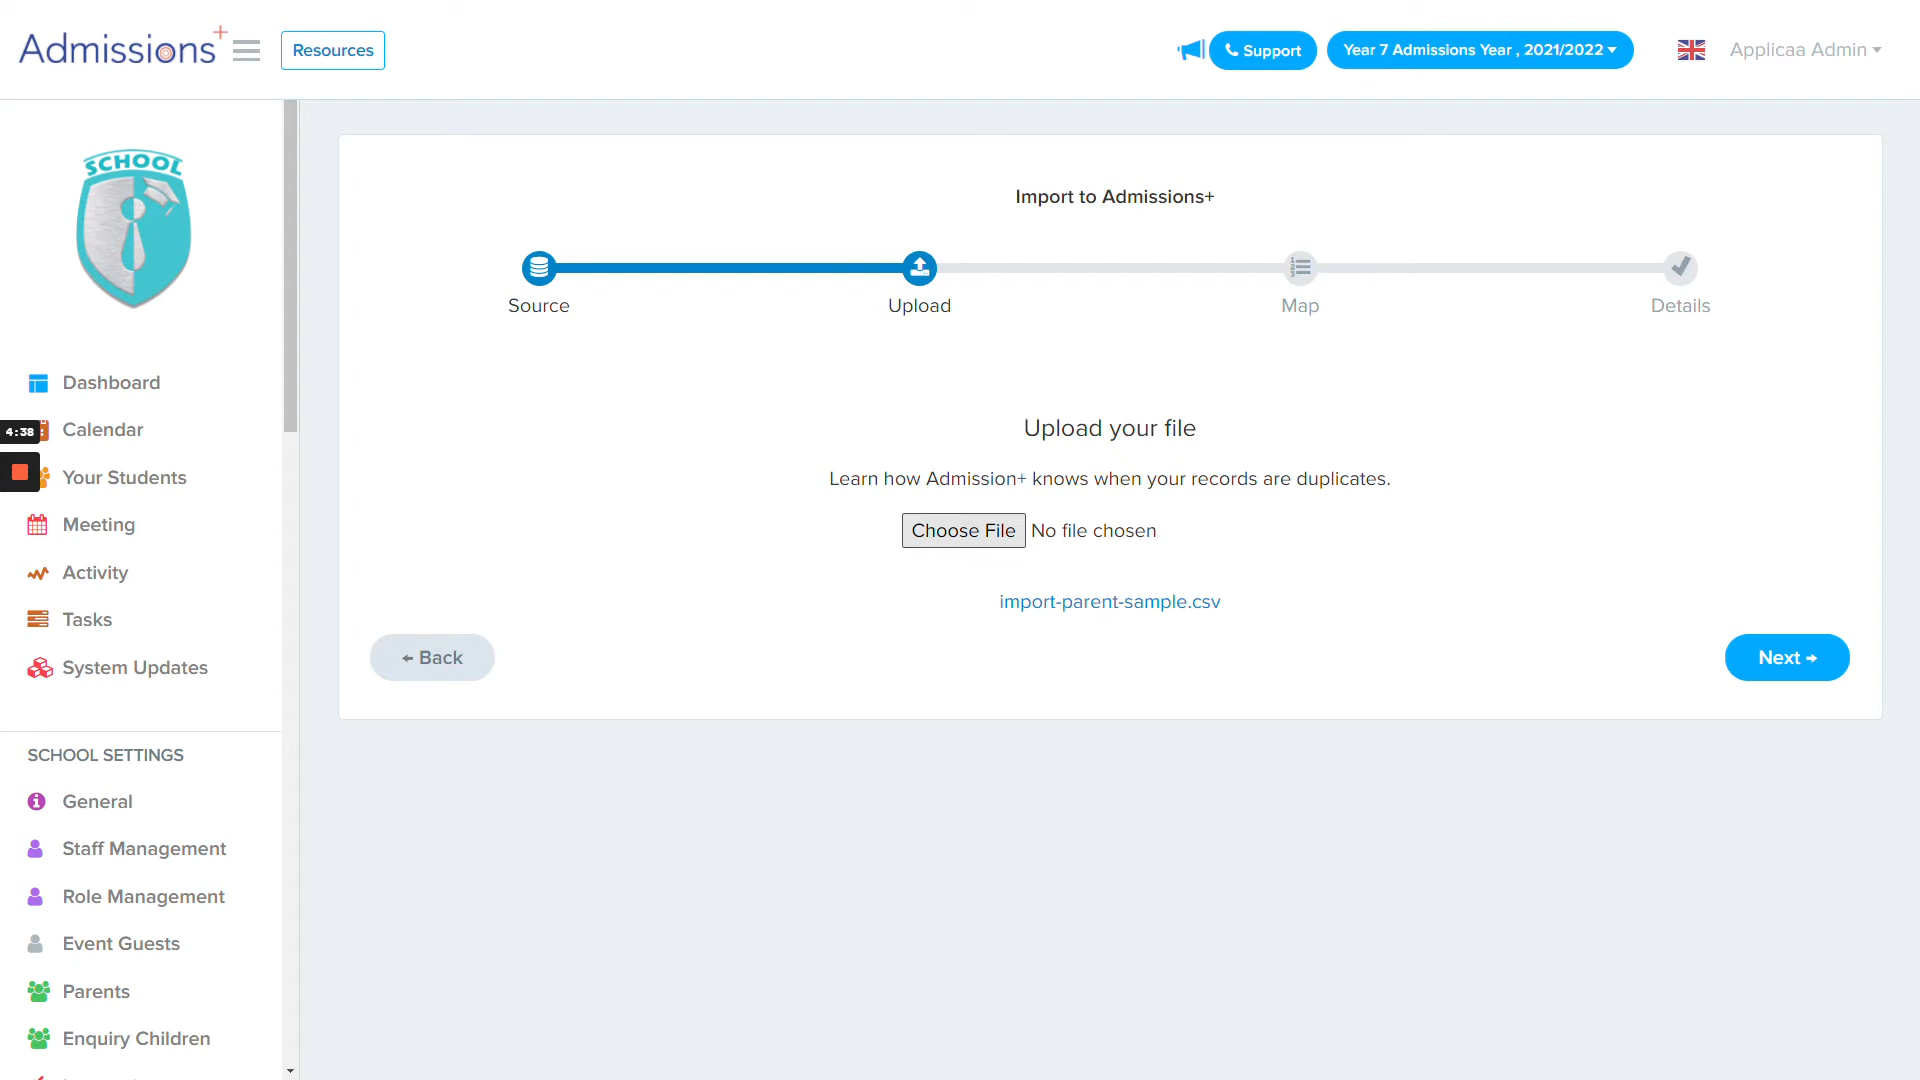 Admissions+
Resources
Support
Year 7 Admissions Year , 2021/2022
Applicaa Admin
SCHOOL
Import to Admissions+
Source
Upload
Map
Details
Dashboard
4:38
Calendar
Your Students
Meeting
Activity
Tasks
System Updates
Upload your file
Learn how Admission+ knows when your records are duplicates.
Choose File No file chosen
import-parent-sample.csv
Back
Next
SCHOOL SETTINGS
General
Staff Management
Role Management
Event Guests
Parents
Enquiry Children